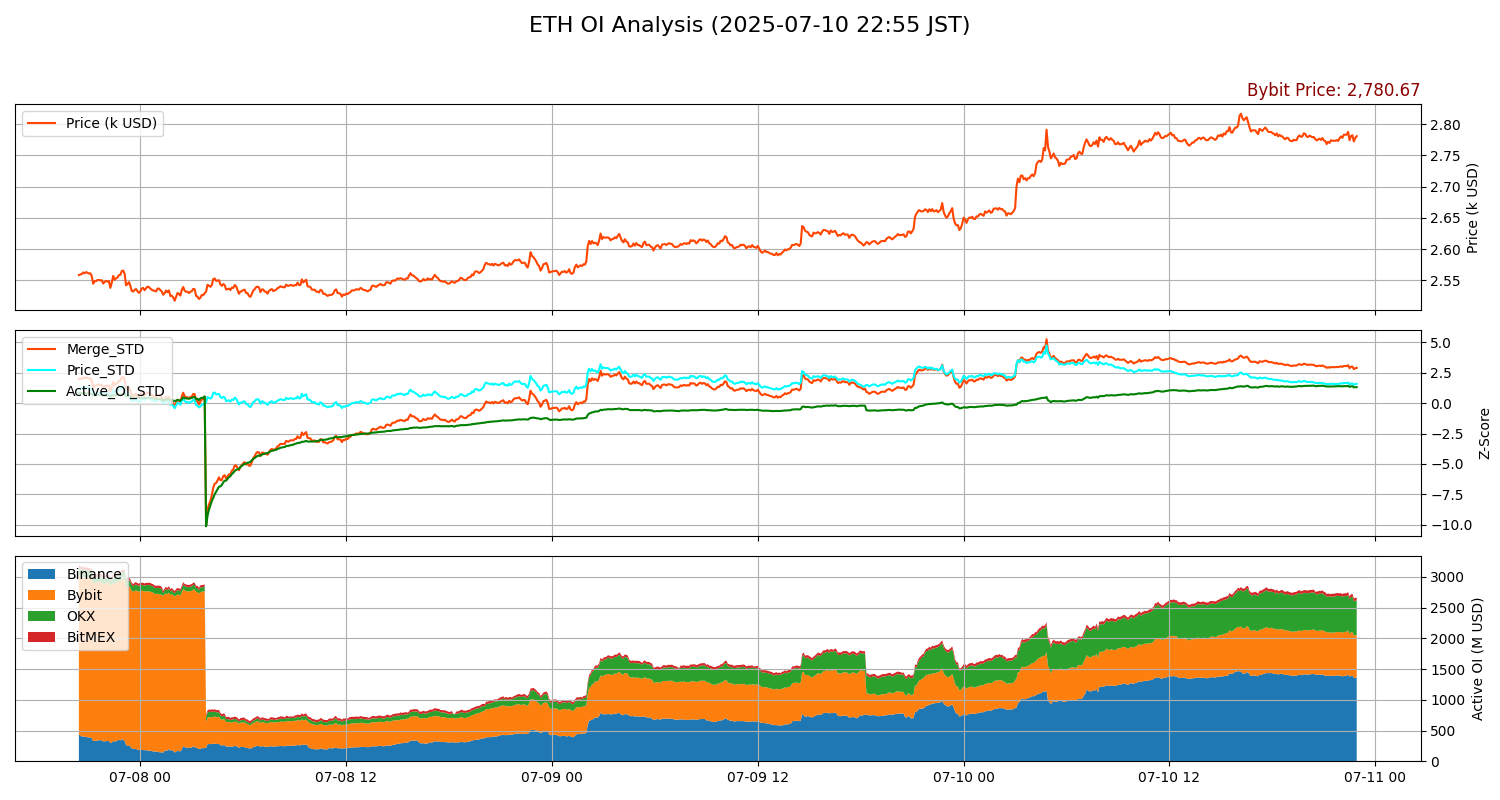 ETH OI Analysis (2025-07-10 22:55 JST)
Bybit Price: 2,780.67
Price (k USD)
2.80
2.75
2.70
2.65
2.60
2.55
Price (k USD)
Merge_STD
Price_STD
Active_OI_STD
5.0
2.5
0.0
−2.5
−5.0
−7.5
−10.0
Z-Score
Binance
Bybit
OKX
BitMEX
3000
2500
2000
1500
1000
500
0
Active OI (M USD)
07-08 00
07-08 12
07-09 00
07-09 12
07-10 00
07-10 12
07-11 00